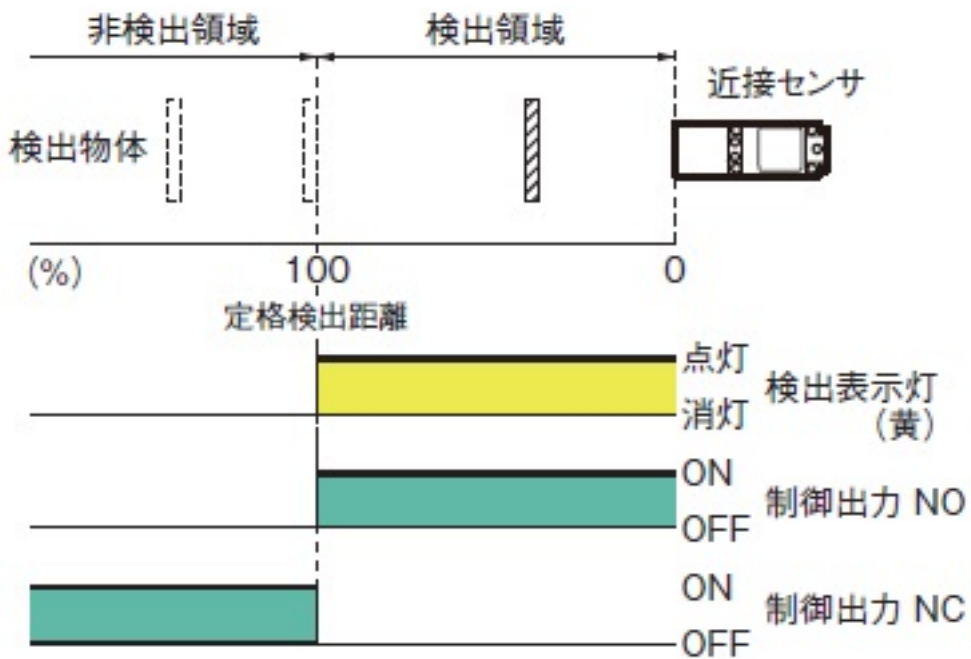 非検出領域
検出領域
近接センサ
検出物体
(%)
100
0
定格検出距離
点灯
消灯
検出表示灯
(黄)
ON
OFF
制御出力 NO
ON
OFF
制御出力 NC